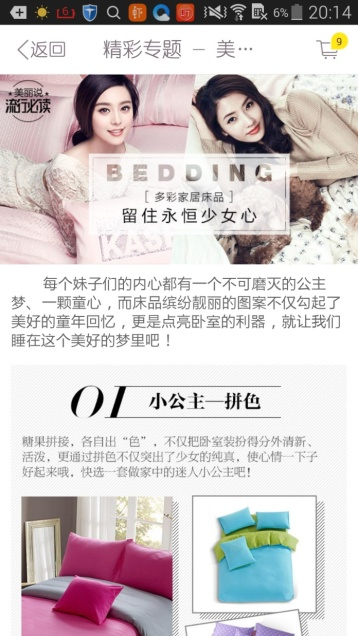 6% 20:14
返回 精彩专题 — 美… 9
美丽说
流行必读
BEDDING
[ 多彩家居床品 ]
留住永恒少女心
每个妹子们的内心都有一个不可磨灭的公主
梦、一颗童心，而床品缤纷靓丽的图案不仅勾起了
美好的童年回忆，更是点亮卧室的利器，就让我们
睡在这个美好的梦里吧！
01 小公主—拼色
糖果拼接，各自出“色”，不仅把卧室装扮得分外清新、
活泼，更通过拼色不仅突出了少女的纯真，使心情一下子
好起来哦，快选一套做家中的迷人小公主吧！